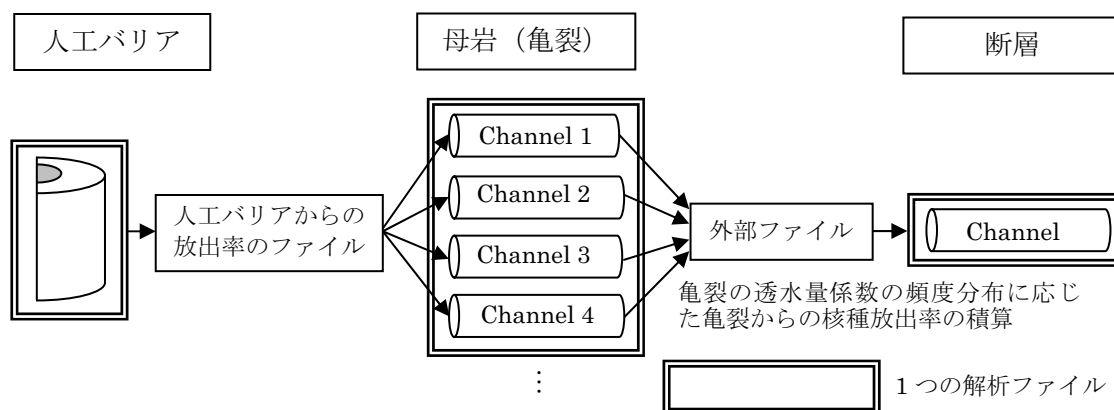 人工バリア
母岩（亀裂）
断層
Channel 1
Channel 2
Channel 3
Channel 4
⋮
人工バリアからの
放出率のファイル
外部ファイル
Channel
亀裂の透水量係数の頻度分布に応じ
た亀裂からの核種放出率の積算
１つの解析ファイル